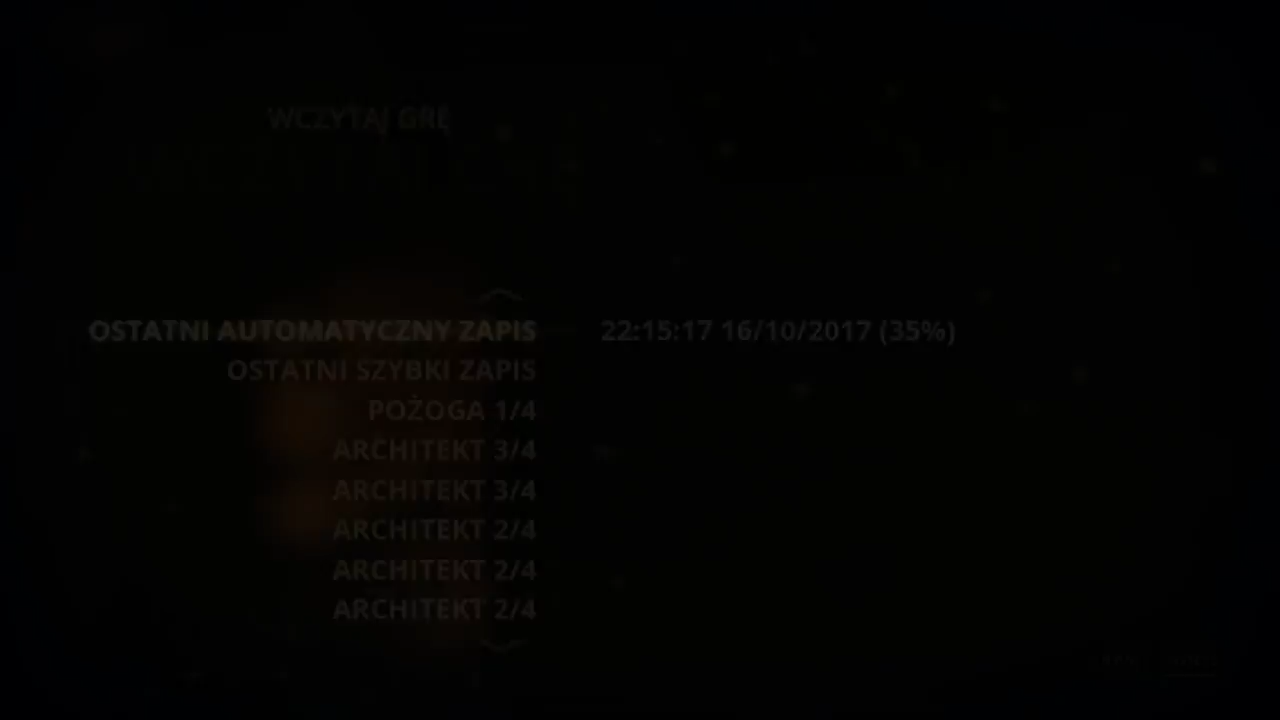 WCZYTAJ GRĘ
OSTATNI AUTOMATYCZNY ZAPIS 22:15:17 16/10/2017 (35%)
OSTATNI SZYBKI ZAPIS
POŻOGA 1/4
ARCHITEKT 3/4
ARCHITEKT 3/4
ARCHITEKT 2/4
ARCHITEKT 2/4
ARCHITEKT 2/4